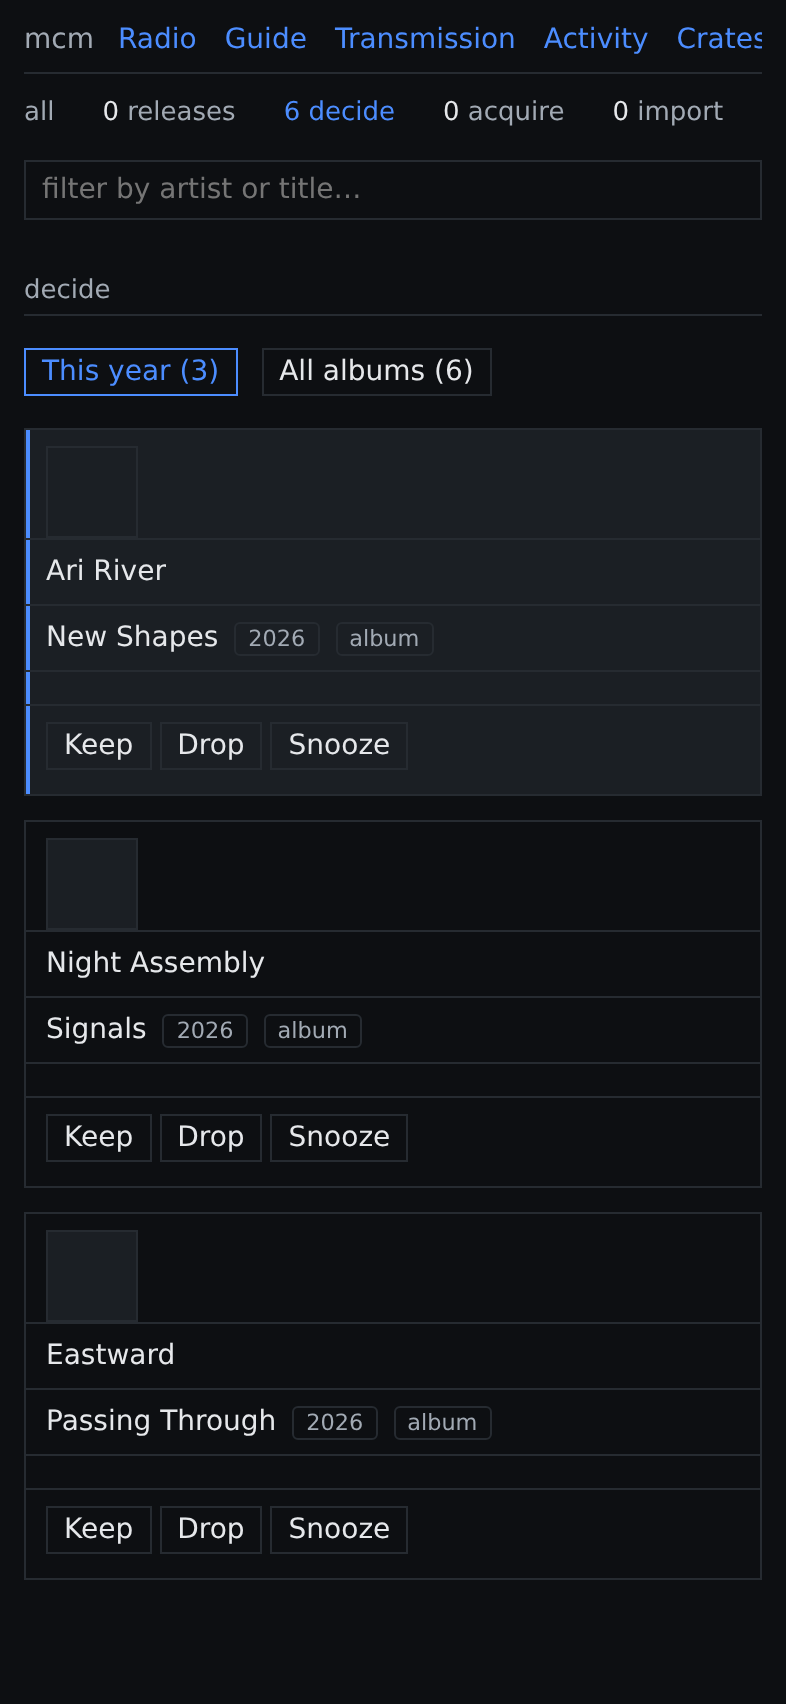 mcm Radio Guide Transmission Activity Crates
all 0 releases 6 decide 0 acquire 0 import
filter by artist or title...
decide
This year (3) All albums (6)
Ari River
New Shapes 2026 album
Keep Drop Snooze
Night Assembly
Signals 2026 album
Keep Drop Snooze
Eastward
Passing Through 2026 album
Keep Drop Snooze